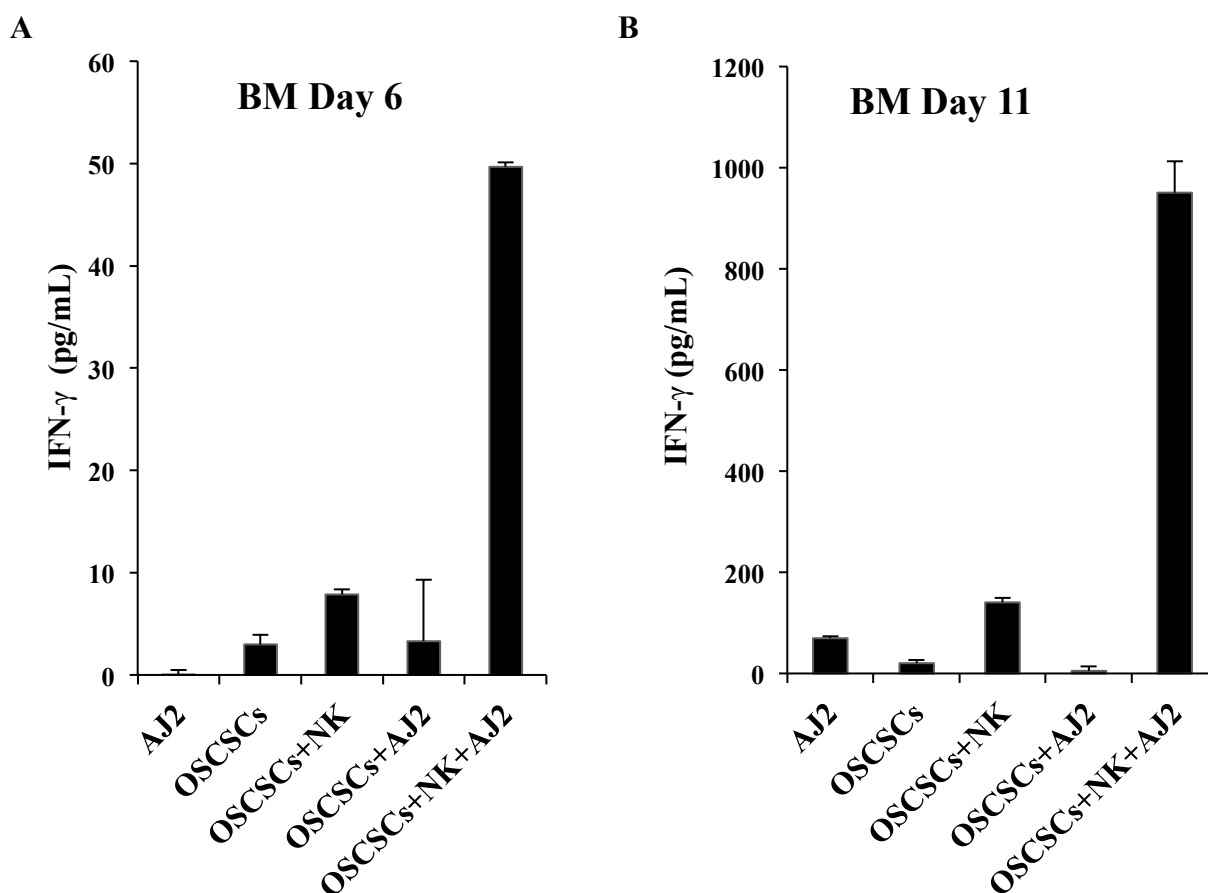 A
BM Day 6
IFN-γ (pg/mL)
60
50
40
30
20
10
0
AJ2
OSCSCs
OSCSCs+NK
OSCSCs+AJ2
OSCSCs+NK+AJ2
B
BM Day 11
IFN-γ (pg/mL)
1200
1000
800
600
400
200
0
AJ2
OSCSCs
OSCSCs+NK
OSCSCs+AJ2
OSCSCs+NK+AJ2